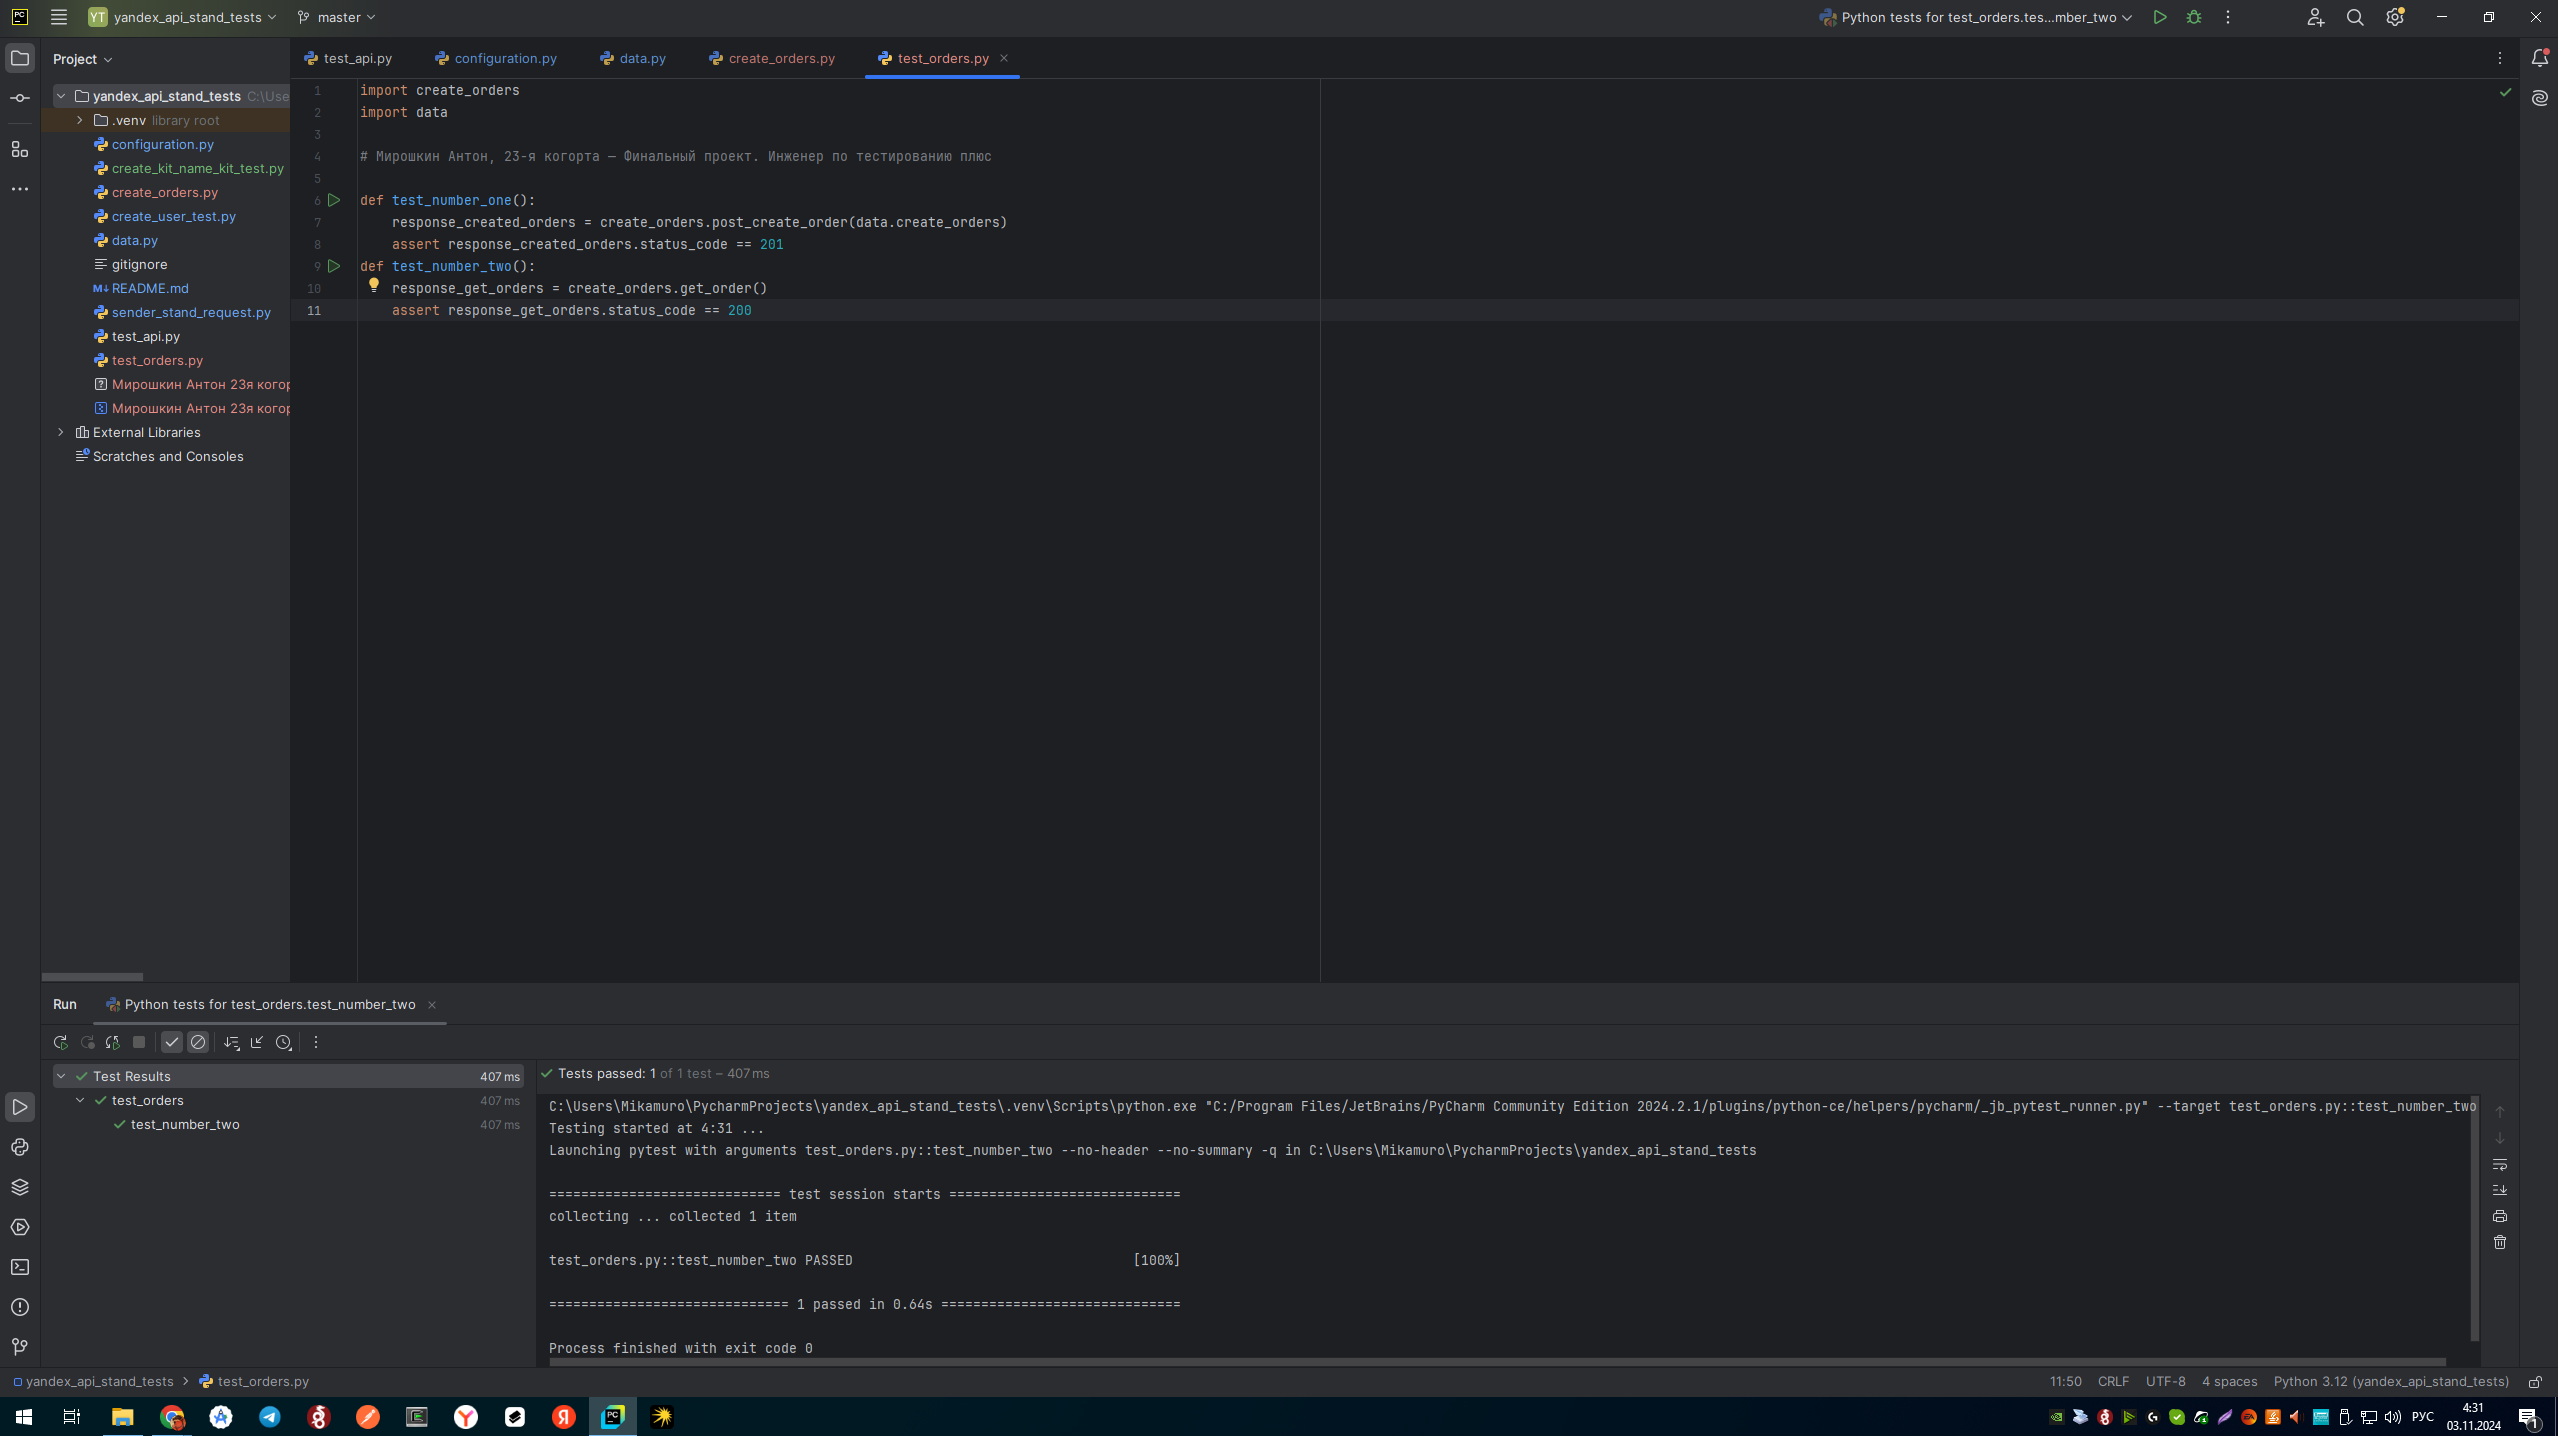 PC
YT yandex_api_stand_tests master Python tests for test_orders.tes...mber_two
Project
test_api.py configuration.py data.py create_orders.py test_orders.py
yandex_api_stand_tests C:\Use
.venv library root
configuration.py
create_kit_name_kit_test.py
create_orders.py
create_user_test.py
data.py
gitignore
M↓ README.md
sender_stand_request.py
test_api.py
test_orders.py
Мирошкин Антон 23я когор
Мирошкин Антон 23я когор
External Libraries
Scratches and Consoles
1 import create_orders
2 import data
3
4 # Мирошкин Антон, 23-я когорта — Финальный проект. Инженер по тестированию плюс
5
6 def test_number_one():
7 response_created_orders = create_orders.post_create_order(data.create_orders)
8 assert response_created_orders.status_code == 201
9 def test_number_two():
10 response_get_orders = create_orders.get_order()
11 assert response_get_orders.status_code == 200
Run Python tests for test_orders.test_number_two
Test Results 407 ms
test_orders 407 ms
test_number_two 407 ms
Tests passed: 1 of 1 test – 407 ms
C:\Users\Mikamuro\PycharmProjects\yandex_api_stand_tests\.venv\Scripts\python.exe "C:/Program Files/JetBrains/PyCharm Community Edition 2024.2.1/plugins/python-ce/helpers/pycharm/_jb_pytest_runner.py" --target test_orders.py::test_number_two
Testing started at 4:31 ...
Launching pytest with arguments test_orders.py::test_number_two --no-header --no-summary -q in C:\Users\Mikamuro\PycharmProjects\yandex_api_stand_tests
============================= test session starts =============================
collecting ... collected 1 item
test_orders.py::test_number_two PASSED [100%]
============================== 1 passed in 0.64s ==============================
Process finished with exit code 0
yandex_api_stand_tests test_orders.py 11:50 CRLF UTF-8 4 spaces Python 3.12 (yandex_api_stand_tests)
РУС
4:31
03.11.2024
1